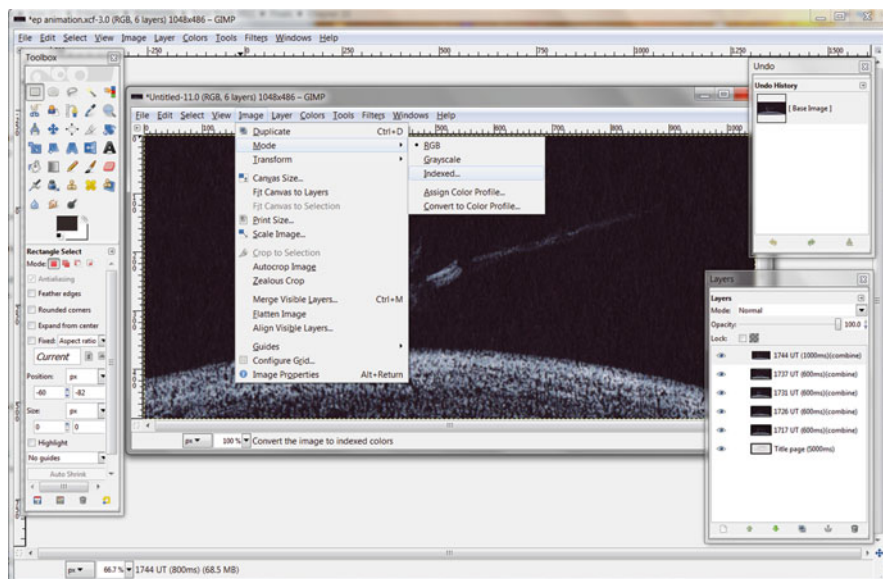 *ep animation.xcf-3.0 (RGB, 6 layers) 1048x486 – GIMP
File Edit Select View Image Layer Colors Tools Filters Windows Help
Toolbox
-250 0 250 500 750 1000 1250 1500
*Untitled-11.0 (RGB, 6 layers) 1048x486 – GIMP
File Edit Select View Image Layer Colors Tools Filters Windows Help
Duplicate Ctrl+D
Mode
Transform
Canvas Size...
Fit Canvas to Layers
Fit Canvas to Selection
Print Size...
Scale Image...
Crop to Selection
Autocrop Image
Zealous Crop
Merge Visible Layers... Ctrl+M
Flatten Image
Align Visible Layers...
Guides
Configure Grid...
Image Properties Alt+Return
RGB
Grayscale
Indexed...
Assign Color Profile...
Convert to Color Profile...
px 100 % Convert the image to indexed colors
Rectangle Select
Mode:
Antialiasing
Feather edges
Rounded corners
Expand from center
Fixed: Aspect ratio
Current
Position: px
-60 -82
Size: px
0 0
Highlight
No guides
Auto Shrink
Undo
Undo History
[ Base Image ]
Layers
Layers
Mode: Normal
Opacity: 100.0
Lock:
1744 UT (1000ms)(combine)
1737 UT (600ms)(combine)
1731 UT (600ms)(combine)
1726 UT (600ms)(combine)
1717 UT (600ms)(combine)
Title page (5000ms)
px 66.7 % 1744 UT (800ms) (68.5 MB)